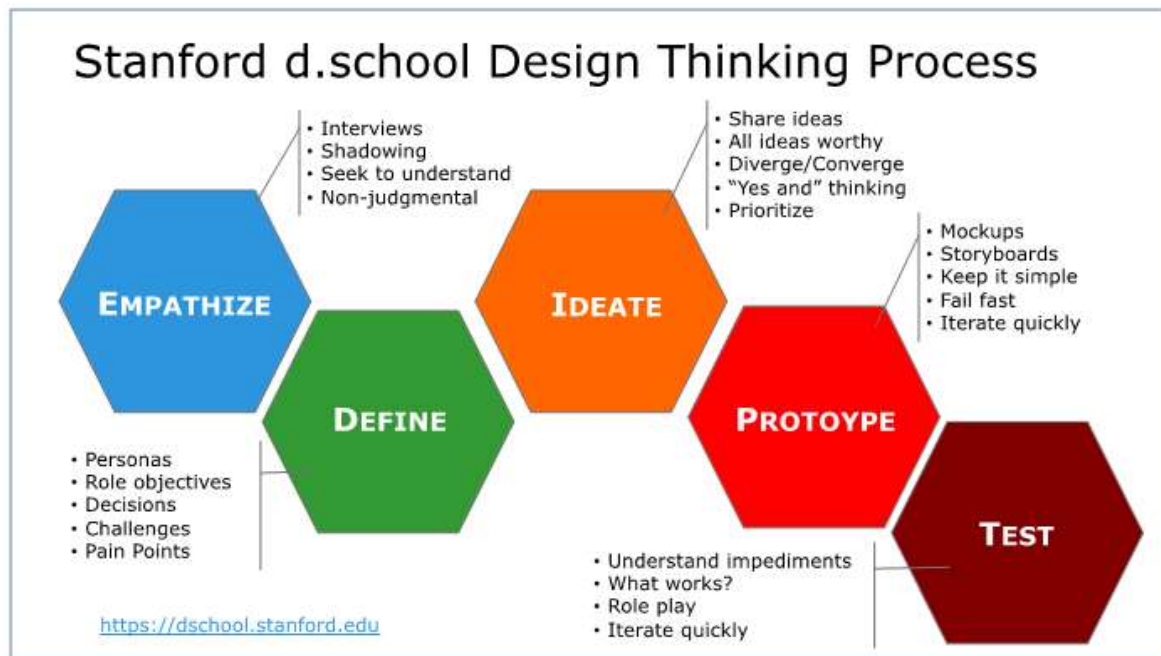 Stanford d.school Design Thinking Process
• Interviews
• Shadowing
• Seek to understand
• Non-judgmental
EMPATHIZE
• Personas
• Role objectives
• Decisions
• Challenges
• Pain Points
DEFINE
• Share ideas
• All ideas worthy
• Diverge/Converge
• “Yes and” thinking
• Prioritize
IDEATE
• Mockups
• Storyboards
• Keep it simple
• Fail fast
• Iterate quickly
PROTOYPE
• Understand impediments
• What works?
• Role play
• Iterate quickly
TEST
https://dschool.stanford.edu